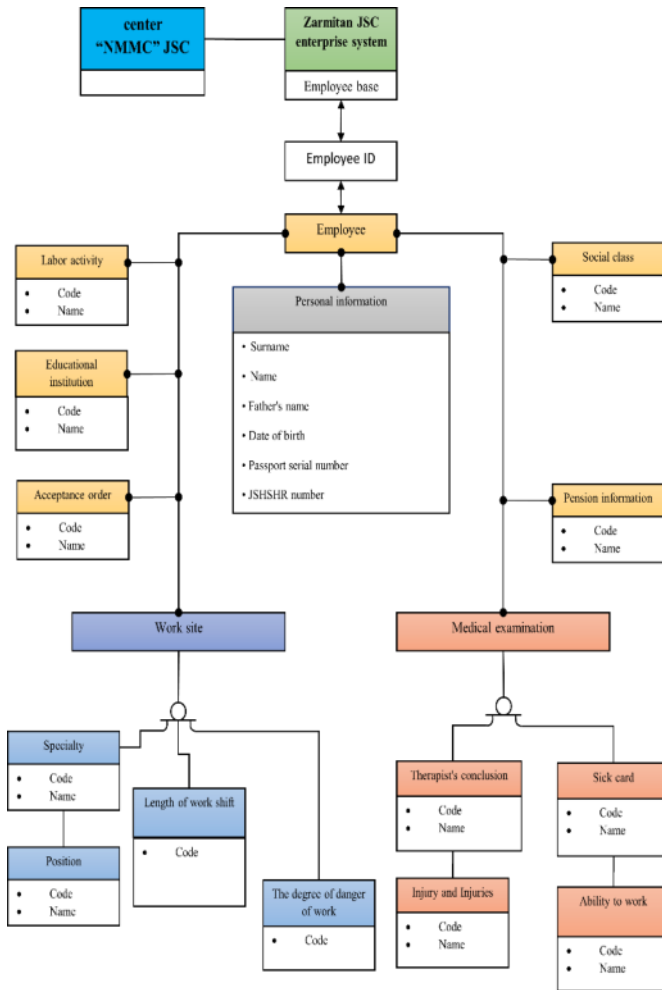 center
“NMMC” JSC
Zarmitan JSC
enterprise system
Employee base
Employee ID
Employee
Labor activity
• Code
• Name
Social class
• Code
• Name
Personal information
• Surname
• Name
• Father's name
• Date of birth
• Passport serial number
• JSHSHR number
Educational
institution
• Code
• Name
Acceptance order
• Code
• Name
Pension information
• Code
• Name
Work site
Medical examination
Specialty
• Code
• Name
Length of work shift
• Code
Position
• Code
• Name
The degree of danger
of work
• Code
Therapist's conclusion
• Code
• Name
Sick card
• Code
• Name
Injury and Injuries
• Code
• Name
Ability to work
• Code
• Name